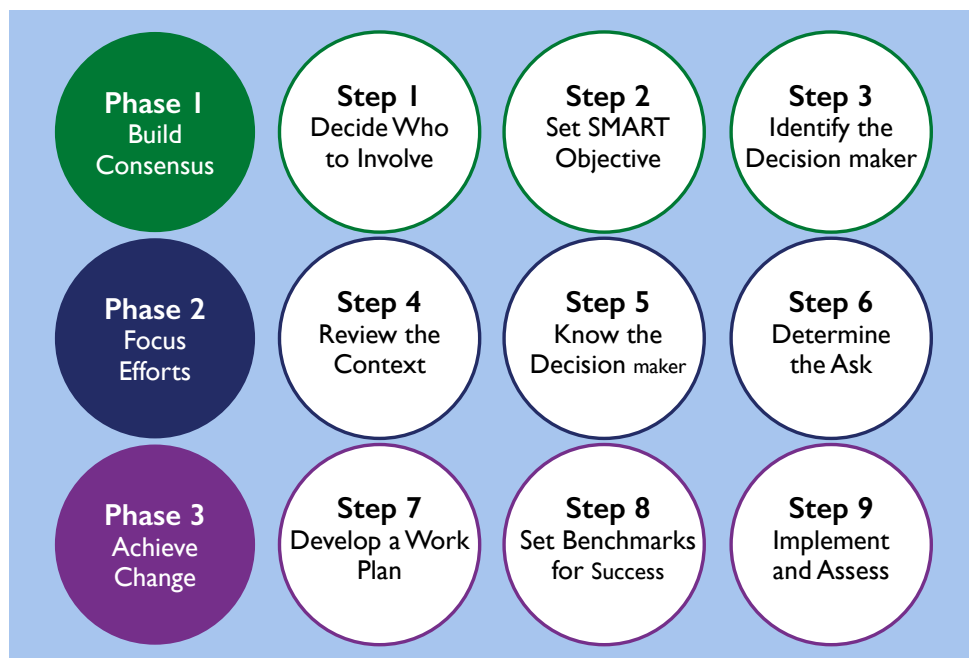 Phase 1
Build
Consensus
Step 1
Decide Who
to Involve
Step 2
Set SMART
Objective
Step 3
Identify the
Decision maker
Phase 2
Focus
Efforts
Step 4
Review the
Context
Step 5
Know the
Decision maker
Step 6
Determine
the Ask
Phase 3
Achieve
Change
Step 7
Develop a Work
Plan
Step 8
Set Benchmarks
for Success
Step 9
Implement
and Assess